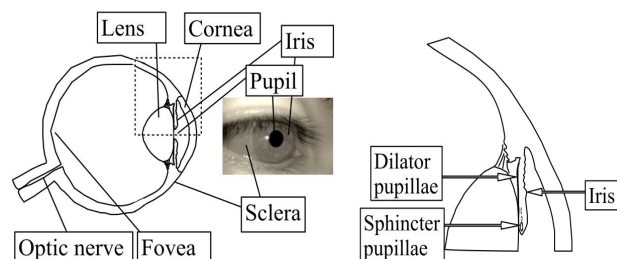 Lens
Cornea
Iris
Pupil
Sclera
Optic nerve
Fovea
Dilator
pupillae
Iris
Sphincter
pupillae